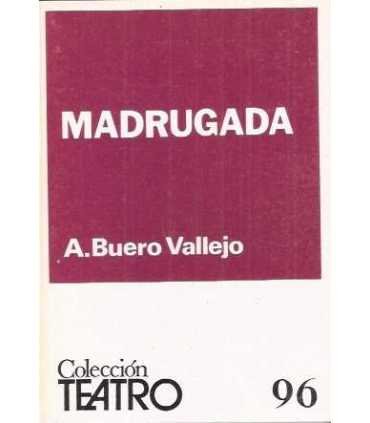 MADRUGADA
A.Buero Vallejo
Colección
TEATRO 96